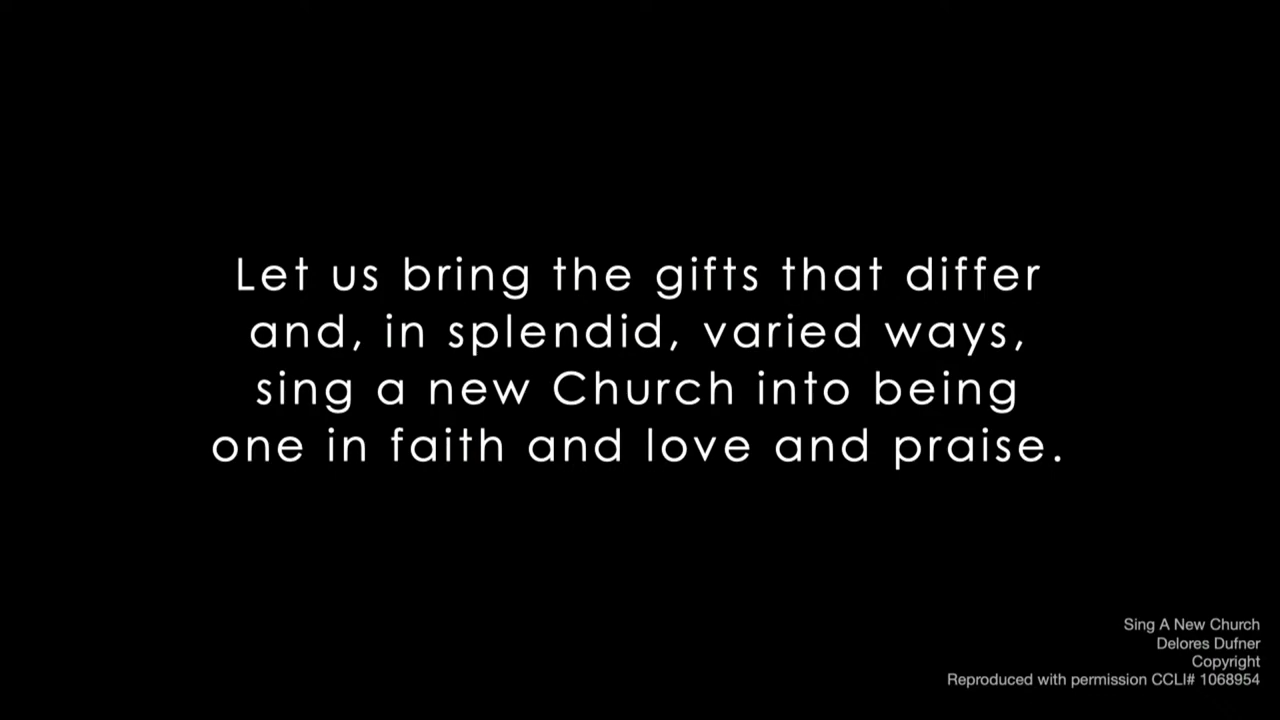 Let us bring the gifts that differ
and, in splendid, varied ways,
sing a new Church into being
one in faith and love and praise.
Sing A New Church
Delores Dufner
Copyright
Reproduced with permission CCLI# 1068954